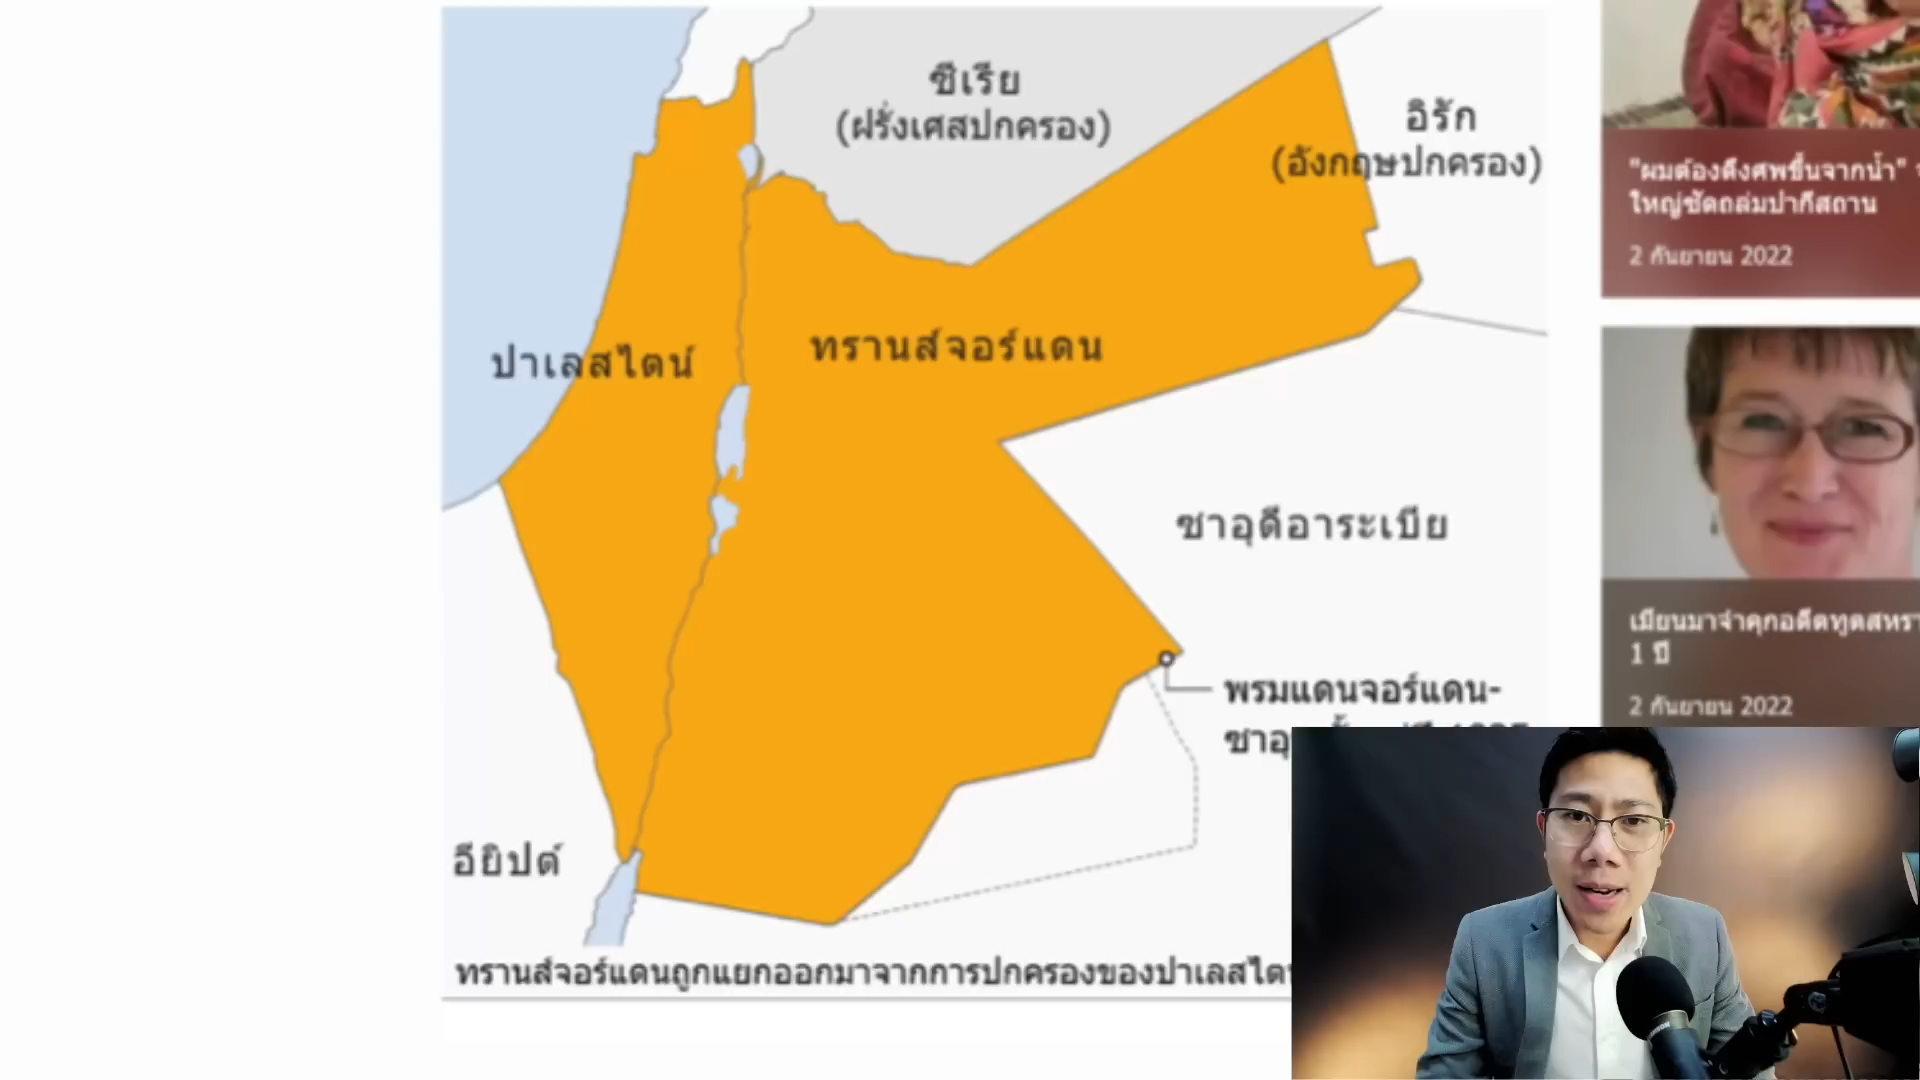 ซีเรีย
(ฝรั่งเศสปกครอง)
อิรัก
(อังกฤษปกครอง)
ปาเลสไตน์
ทรานส์จอร์แดน
ซาอุดีอาระเบีย
พรมแดนจอร์แดน-
ซาอุ
อียิปต์
ทรานส์จอร์แดนถูกแยกออกมาจากการปกครองของปาเลสไตน์
"ผมต้องดึงศพขึ้นจากน้ำ"
ใหญ่ซัดถล่มปากีสถาน
2 กันยายน 2022
เมียนมาจำคุกอดีตทูตสหรา
1 ปี
2 กันยายน 2022